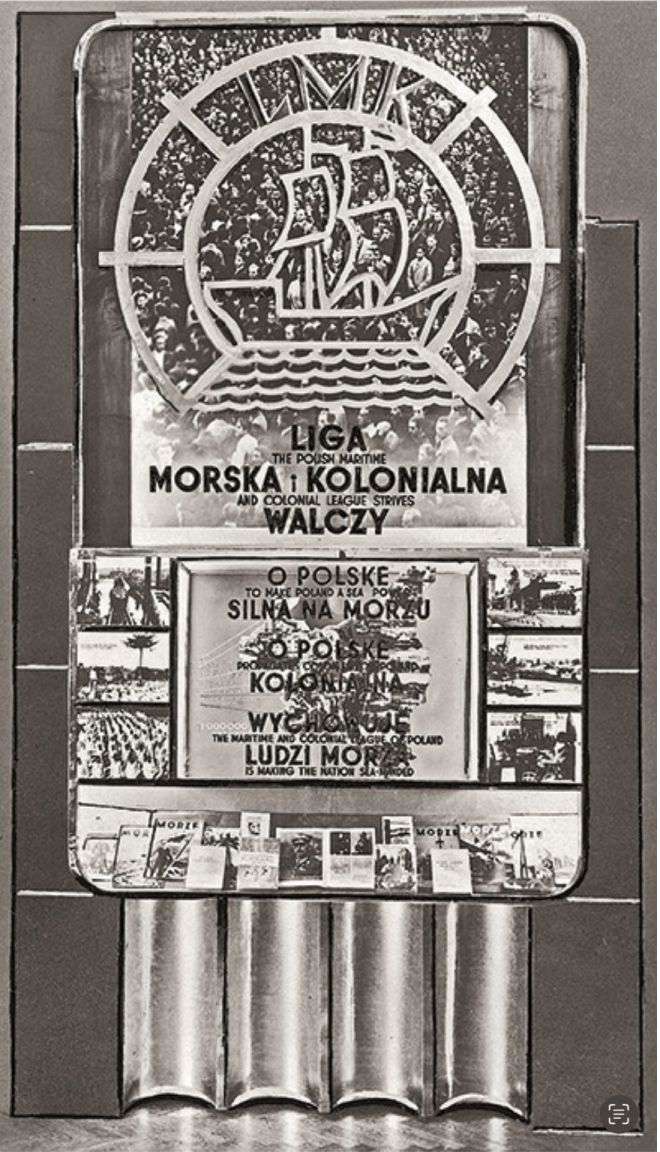 LMK
LIGA
THE POLISH MARITIME
MORSKA i KOLONIALNA
AND COLONIAL LEAGUE STRIVES
WALCZY
O POLSKE
TO MAKE POLAND A SEA POWER
SILNA NA MORZU
O POLSKE
KOLONIALNA
WYCHOWUJE
THE MARITIME AND COLONIAL LEAGUE OF POLAND
LUDZI MORZA
IS MAKING THE NATION SEA-MINDED
MORZE
MORZE